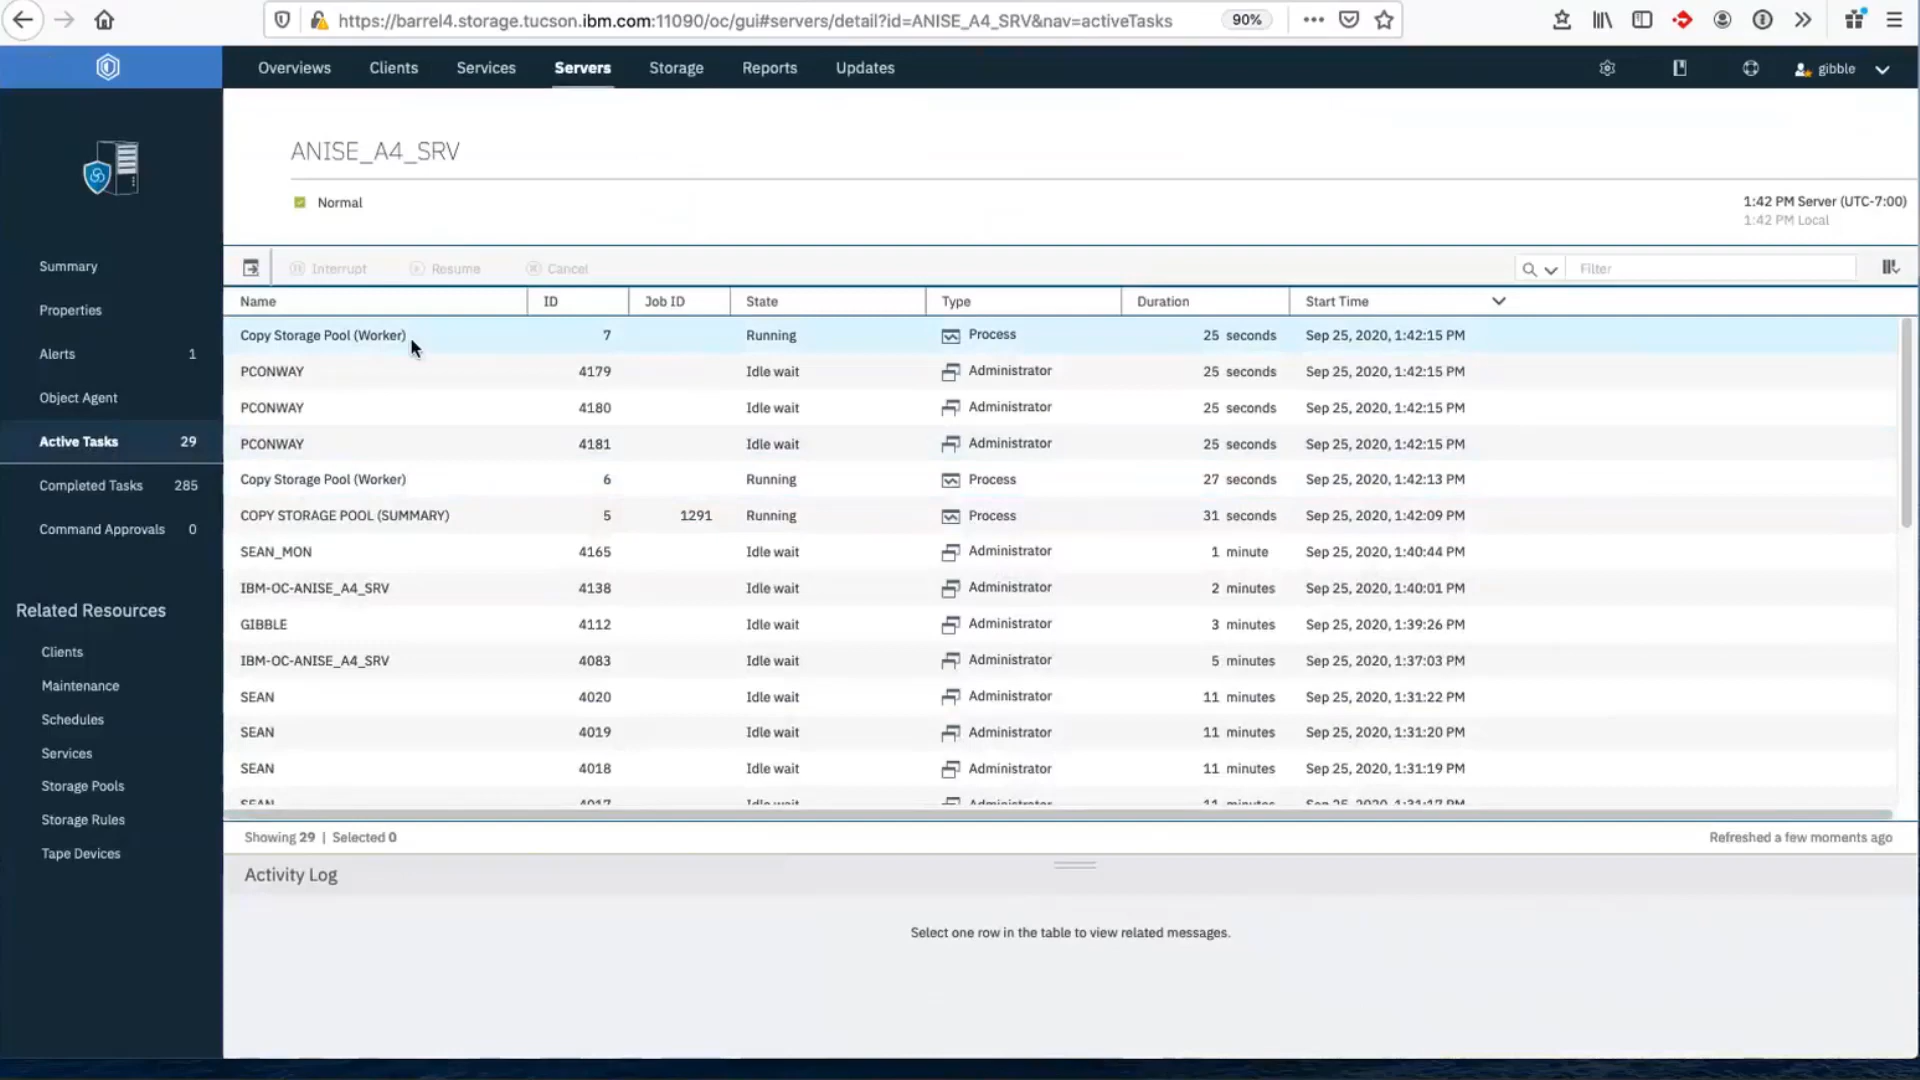 https://barrel4.storage.tucson.ibm.com:11090/oc/gui#servers/detail?id=ANISE_A4_SRV&nav=activeTasks 90%
Overviews Clients Services Servers Storage Reports Updates gibble
ANISE_A4_SRV
Normal
1:42 PM Server (UTC-7:00)
1:42 PM Local
Summary
Properties
Alerts 1
Object Agent
Active Tasks 29
Completed Tasks 285
Command Approvals 0
Related Resources
Clients
Maintenance
Schedules
Services
Storage Pools
Storage Rules
Tape Devices
Interrupt Resume Cancel Filter
Name ID Job ID State Type Duration Start Time
Copy Storage Pool (Worker) 7 Running Process 25 seconds Sep 25, 2020, 1:42:15 PM
PCONWAY 4179 Idle wait Administrator 25 seconds Sep 25, 2020, 1:42:15 PM
PCONWAY 4180 Idle wait Administrator 25 seconds Sep 25, 2020, 1:42:15 PM
PCONWAY 4181 Idle wait Administrator 25 seconds Sep 25, 2020, 1:42:15 PM
Copy Storage Pool (Worker) 6 Running Process 27 seconds Sep 25, 2020, 1:42:13 PM
COPY STORAGE POOL (SUMMARY) 5 1291 Running Process 31 seconds Sep 25, 2020, 1:42:09 PM
SEAN_MON 4165 Idle wait Administrator 1 minute Sep 25, 2020, 1:40:44 PM
IBM-OC-ANISE_A4_SRV 4138 Idle wait Administrator 2 minutes Sep 25, 2020, 1:40:01 PM
GIBBLE 4112 Idle wait Administrator 3 minutes Sep 25, 2020, 1:39:26 PM
IBM-OC-ANISE_A4_SRV 4083 Idle wait Administrator 5 minutes Sep 25, 2020, 1:37:03 PM
SEAN 4020 Idle wait Administrator 11 minutes Sep 25, 2020, 1:31:22 PM
SEAN 4019 Idle wait Administrator 11 minutes Sep 25, 2020, 1:31:20 PM
SEAN 4018 Idle wait Administrator 11 minutes Sep 25, 2020, 1:31:19 PM
SEAN 4017 Idle wait Administrator 11 minutes Sep 25, 2020, 1:31:17 PM
Showing 29 | Selected 0
Refreshed a few moments ago
Activity Log
Select one row in the table to view related messages.